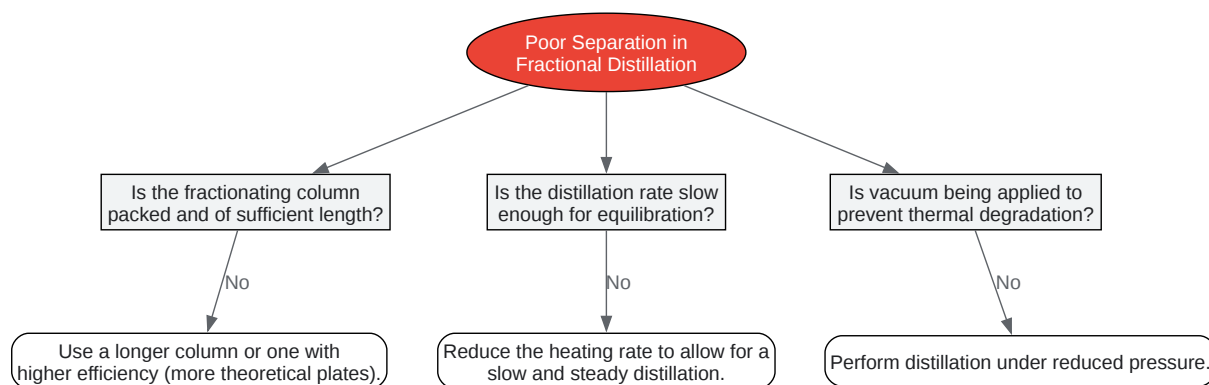 Poor Separation in
Fractional Distillation
Is the fractionating column
packed and of sufficient length?
Is the distillation rate slow
enough for equilibration?
Is vacuum being applied to
prevent thermal degradation?
No
No
No
Use a longer column or one with
higher efficiency (more theoretical plates).
Reduce the heating rate to allow for a
slow and steady distillation.
Perform distillation under reduced pressure.